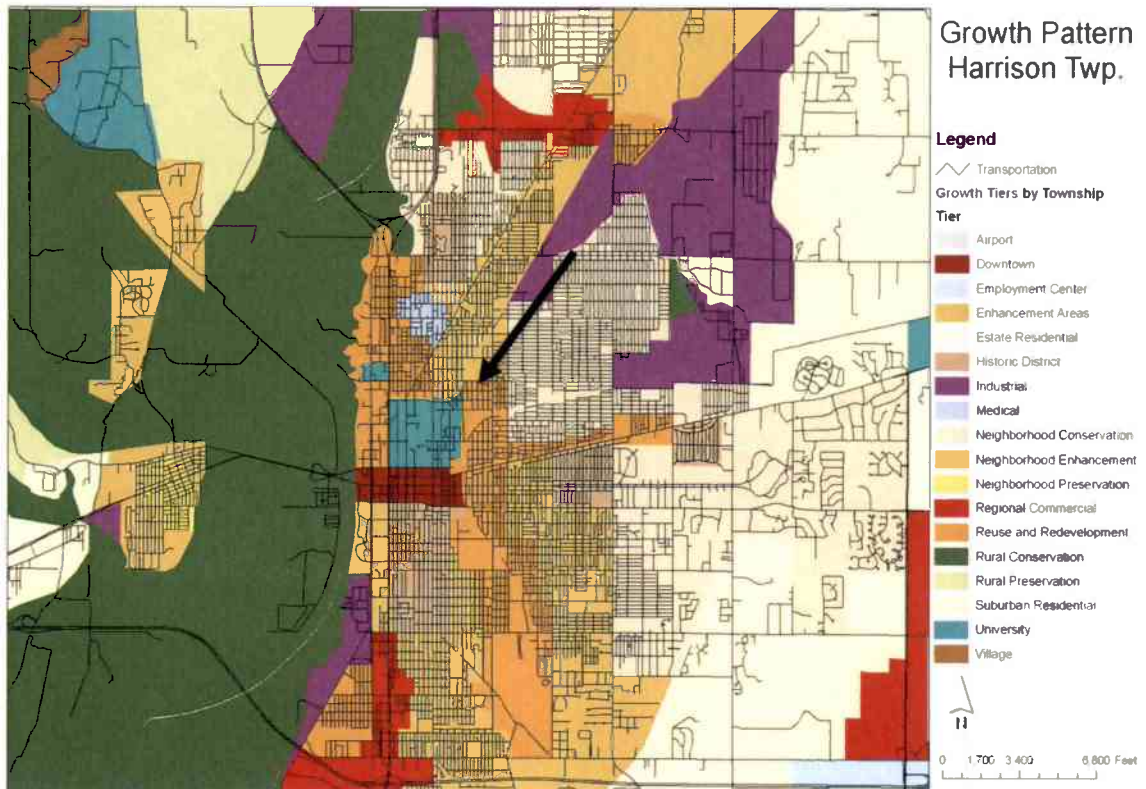 Growth Pattern
Harrison Twp.
Legend
Transportation
Growth Tiers by Township
Tier
Airport
Downtown
Employment Center
Enhancement Areas
Estate Residential
Historic District
Industrial
Medical
Neighborhood Conservation
Neighborhood Enhancement
Neighborhood Preservation
Regional Commercial
Reuse and Redevelopment
Rural Conservation
Rural Preservation
Suburban Residential
University
Village
N
0 1,700 3,400 6,800 Feet